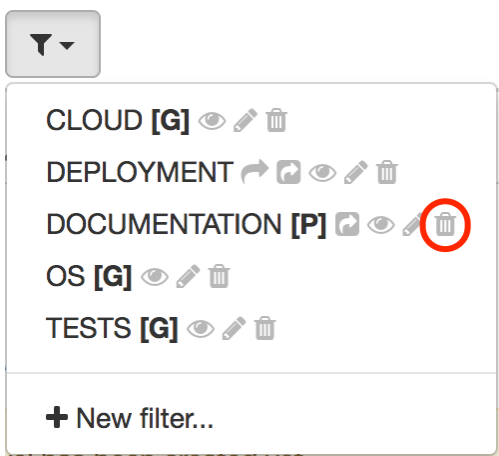 CLOUD [G]
DEPLOYMENT
DOCUMENTATION [P]
OS [G]
TESTS [G]
New filter...